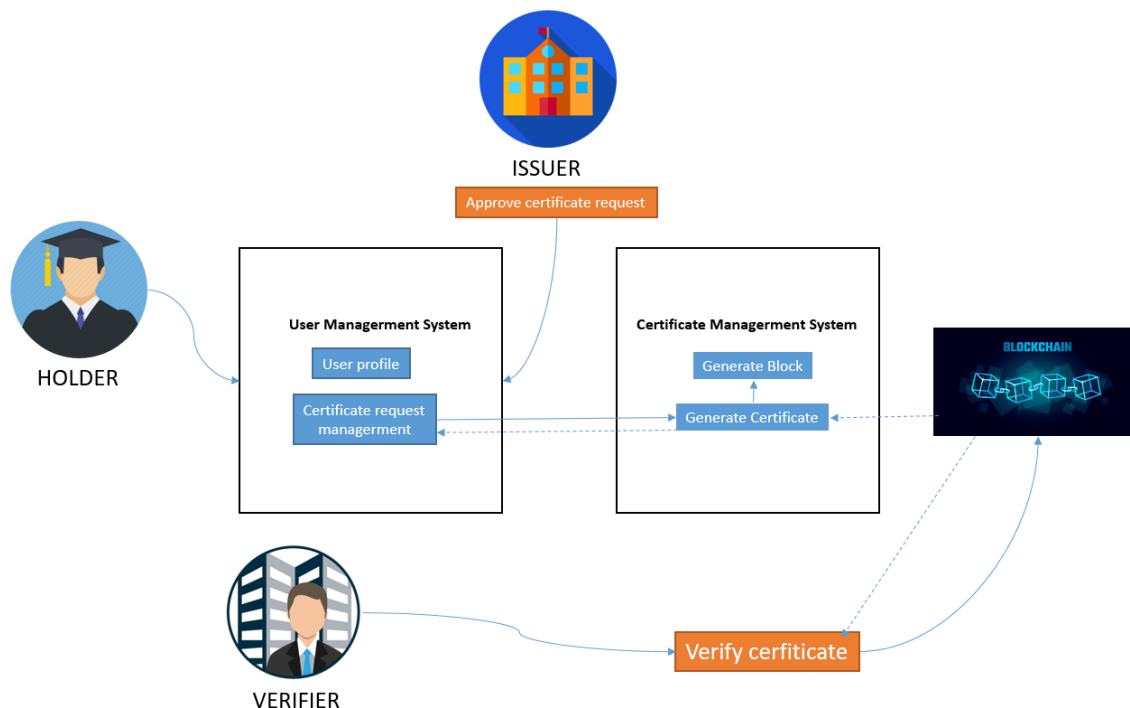 ISSUER
Approve certificate request
HOLDER
User Managerment System
User profile
Certificate request
managerment
Certificate Management System
Generate Block
Generate Certificate
BLOCKCHAIN
Verify cerfiticate
VERIFIER